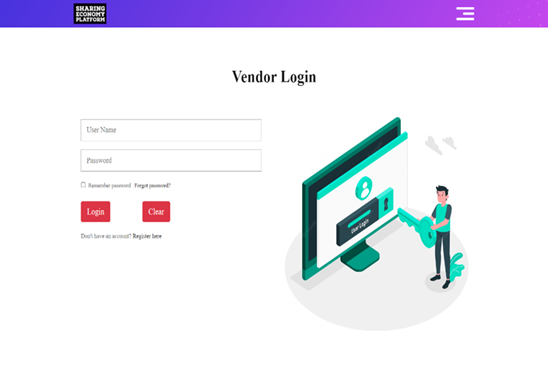 SHARING
ECONOMY
PLATFORM
Vendor Login
User Name
Password
Remember password Forgot password?
Login Clear
Don't have an account? Register here
User Login